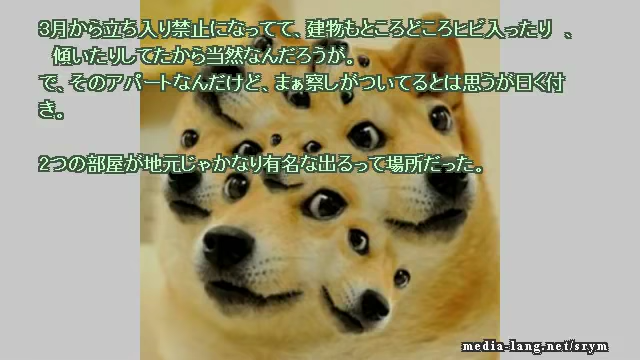 3月から立ち入り禁止になってて、建物もところどころヒビ入ったり 、
傾いたりしてたから当然なんだろうが。
で、そのアパートなんだけど、まぁ察しがついてるとは思うが曰く付
き。
2つの部屋が地元じゃかなり有名な出るって場所だった。
media-lang.net/srym